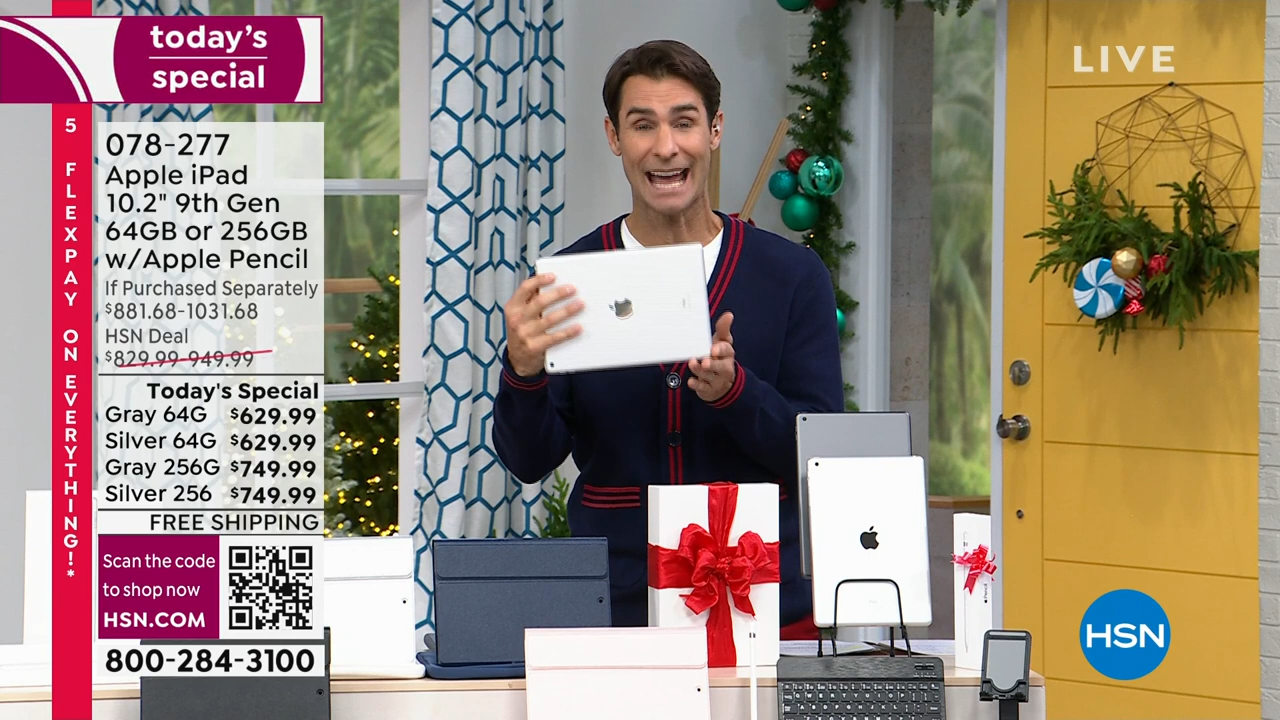 today's
special
LIVE
5 FLEXPAY ON EVERYTHING!*
078-277
Apple iPad
10.2" 9th Gen
64GB or 256GB
w/Apple Pencil
If Purchased Separately
$881.68-1031.68
HSN Deal
$829.99-949.99
Today's Special
Gray 64G $629.99
Silver 64G $629.99
Gray 256G $749.99
Silver 256 $749.99
FREE SHIPPING
Scan the code
to shop now
HSN.COM
800-284-3100
HSN